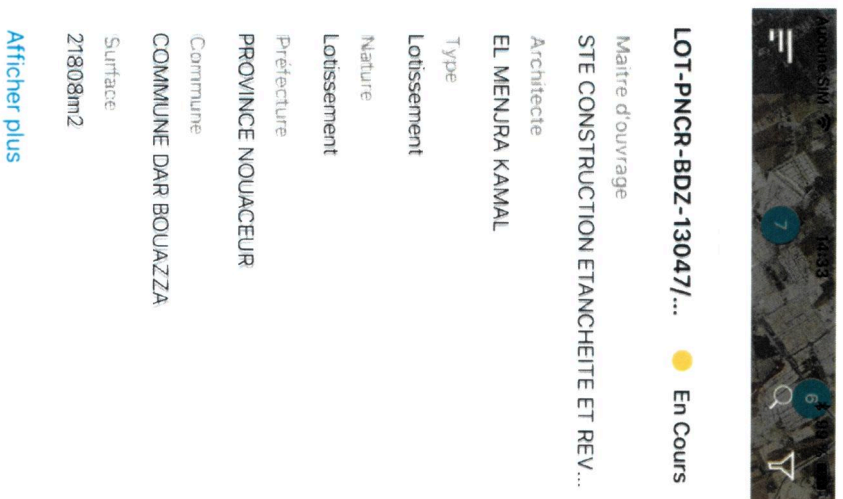 Aucune SIM 14:33
7
6
LOT-PNCR-BDZ-13047/... En Cours
Maitre d'ouvrage
STE CONSTRUCTION ETANCHEITE ET REV...
Architecte
EL MENJRA KAMAL
Type
Lotissement
Nature
Lotissement
Préfecture
PROVINCE NOUACEUR
Commune
COMMUNE DAR BOUAZZA
Surface
21808m2
Afficher plus